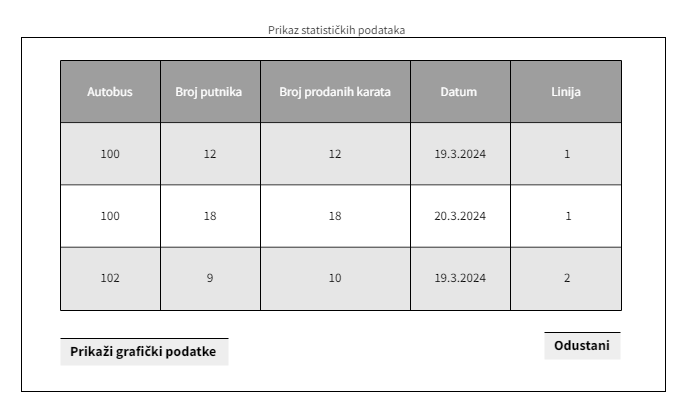 Prikaz statističkih podataka
Autobus Broj putnika Broj prodanih karata Datum Linija
100 12 12 19.3.2024 1
100 18 18 20.3.2024 1
102 9 10 19.3.2024 2
Prikaži grafički podatke
Odustani